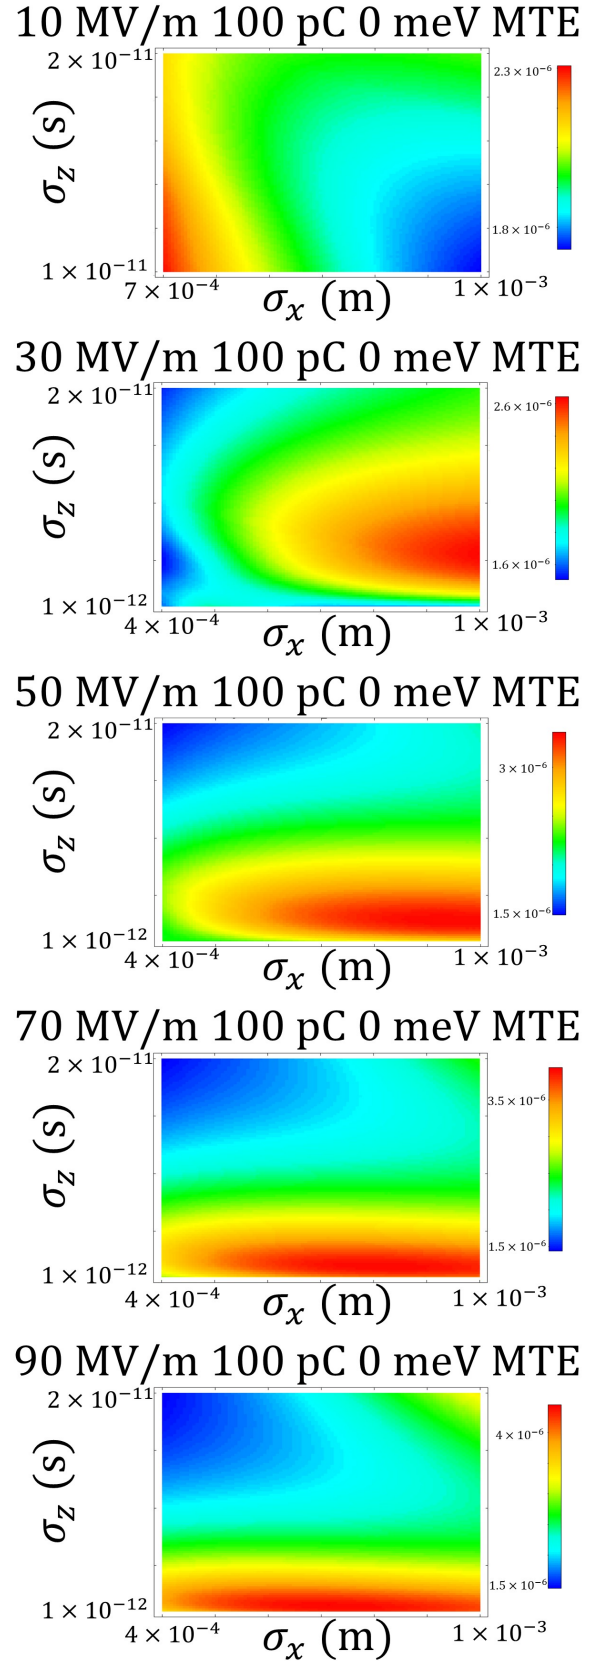 10 MV/m 100 pC 0 meV MTE
2 × 10⁻¹¹
2.3 × 10⁻⁶
σz (s)
1.8 × 10⁻⁶
1 × 10⁻¹¹
7 × 10⁻⁴ σx (m) 1 × 10⁻³
30 MV/m 100 pC 0 meV MTE
2 × 10⁻¹¹
2.6 × 10⁻⁶
σz (s)
1.6 × 10⁻⁶
1 × 10⁻¹²
4 × 10⁻⁴ σx (m) 1 × 10⁻³
50 MV/m 100 pC 0 meV MTE
2 × 10⁻¹¹
3 × 10⁻⁶
σz (s)
1.5 × 10⁻⁶
1 × 10⁻¹²
4 × 10⁻⁴ σx (m) 1 × 10⁻³
70 MV/m 100 pC 0 meV MTE
2 × 10⁻¹¹
3.5 × 10⁻⁶
σz (s)
1.5 × 10⁻⁶
1 × 10⁻¹²
4 × 10⁻⁴ σx (m) 1 × 10⁻³
90 MV/m 100 pC 0 meV MTE
2 × 10⁻¹¹
4 × 10⁻⁶
σz (s)
1.5 × 10⁻⁶
1 × 10⁻¹²
4 × 10⁻⁴ σx (m) 1 × 10⁻³